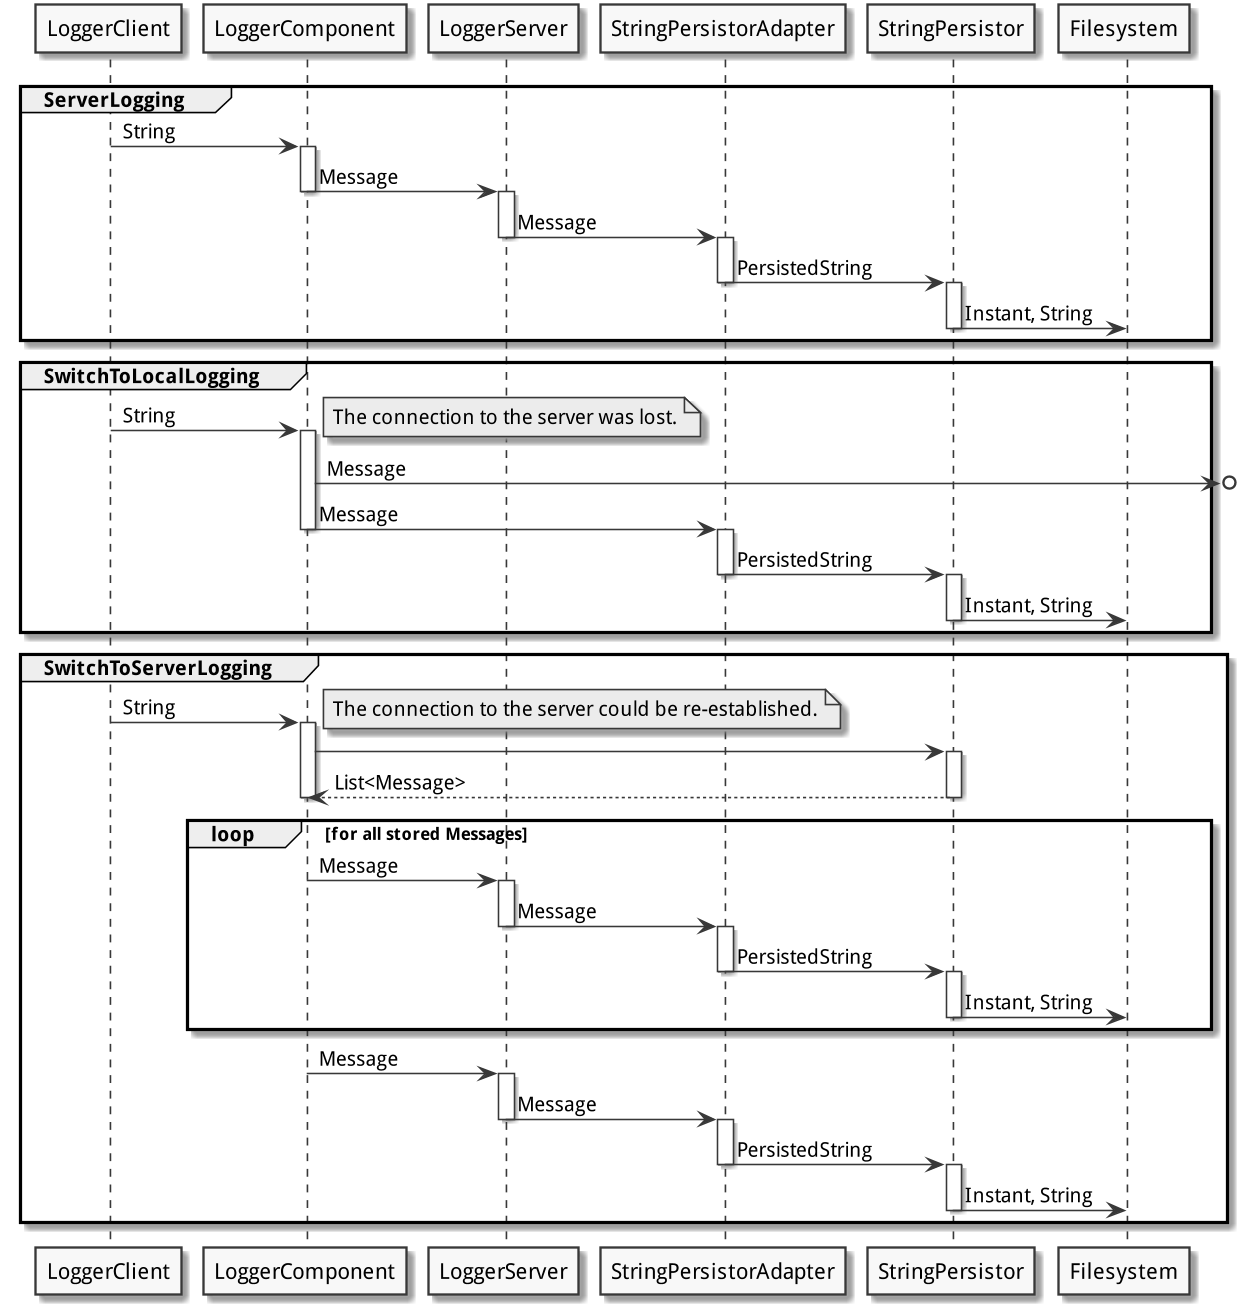 LoggerClient LoggerComponent LoggerServer StringPersistorAdapter StringPersistor Filesystem
ServerLogging
String
Message
Message
PersistedString
Instant, String
SwitchToLocalLogging
String The connection to the server was lost.
Message
Message
PersistedString
Instant, String
SwitchToServerLogging
String The connection to the server could be re-established.
List<Message>
loop [for all stored Messages]
Message
Message
PersistedString
Instant, String
Message
Message
PersistedString
Instant, String
LoggerClient LoggerComponent LoggerServer StringPersistorAdapter StringPersistor Filesystem